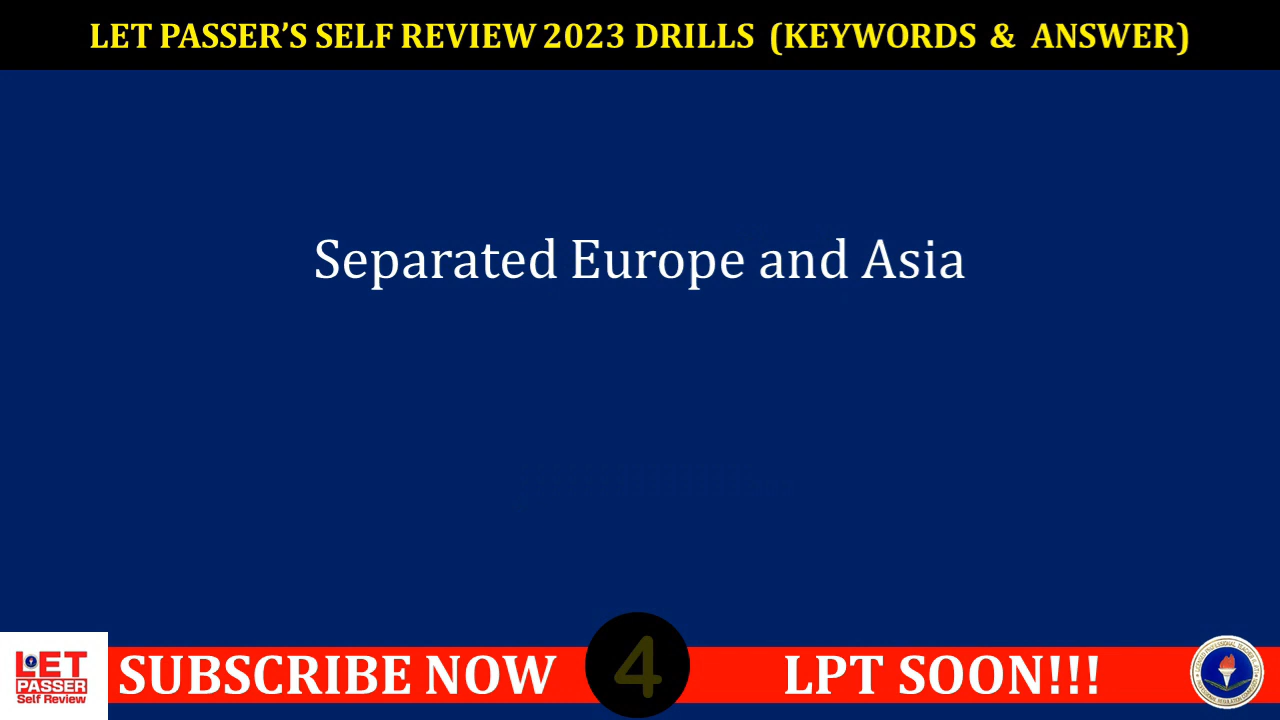 LET PASSER’S SELF REVIEW 2023 DRILLS (KEYWORDS & ANSWER)
Separated Europe and Asia
4
LET
PASSER
Self Review
SUBSCRIBE NOW
LPT SOON!!!